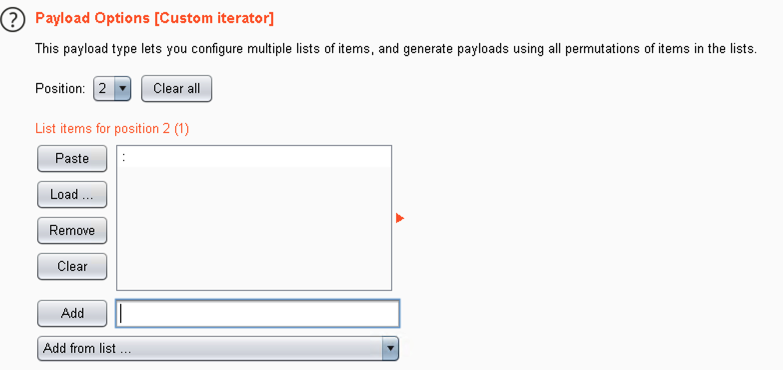 ? Payload Options [Custom iterator]
This payload type lets you configure multiple lists of items, and generate payloads using all permutations of items in the lists.
Position: 2 Clear all
List items for position 2 (1)
Paste :
Load ...
Remove
Clear
Add
Add from list ...